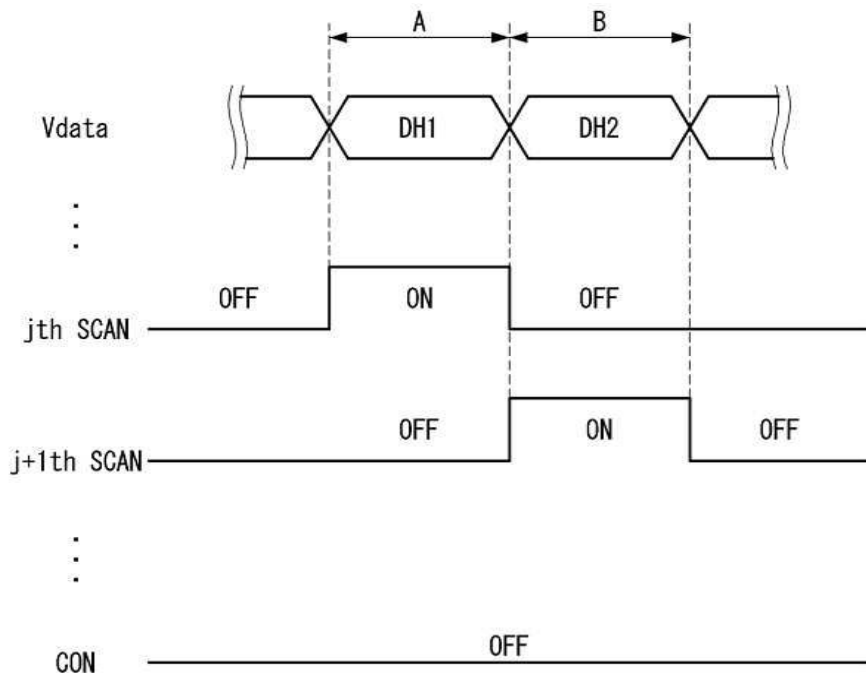 A B
Vdata DH1 DH2
OFF ON OFF
jth SCAN
OFF ON OFF
j+1th SCAN
OFF
CON